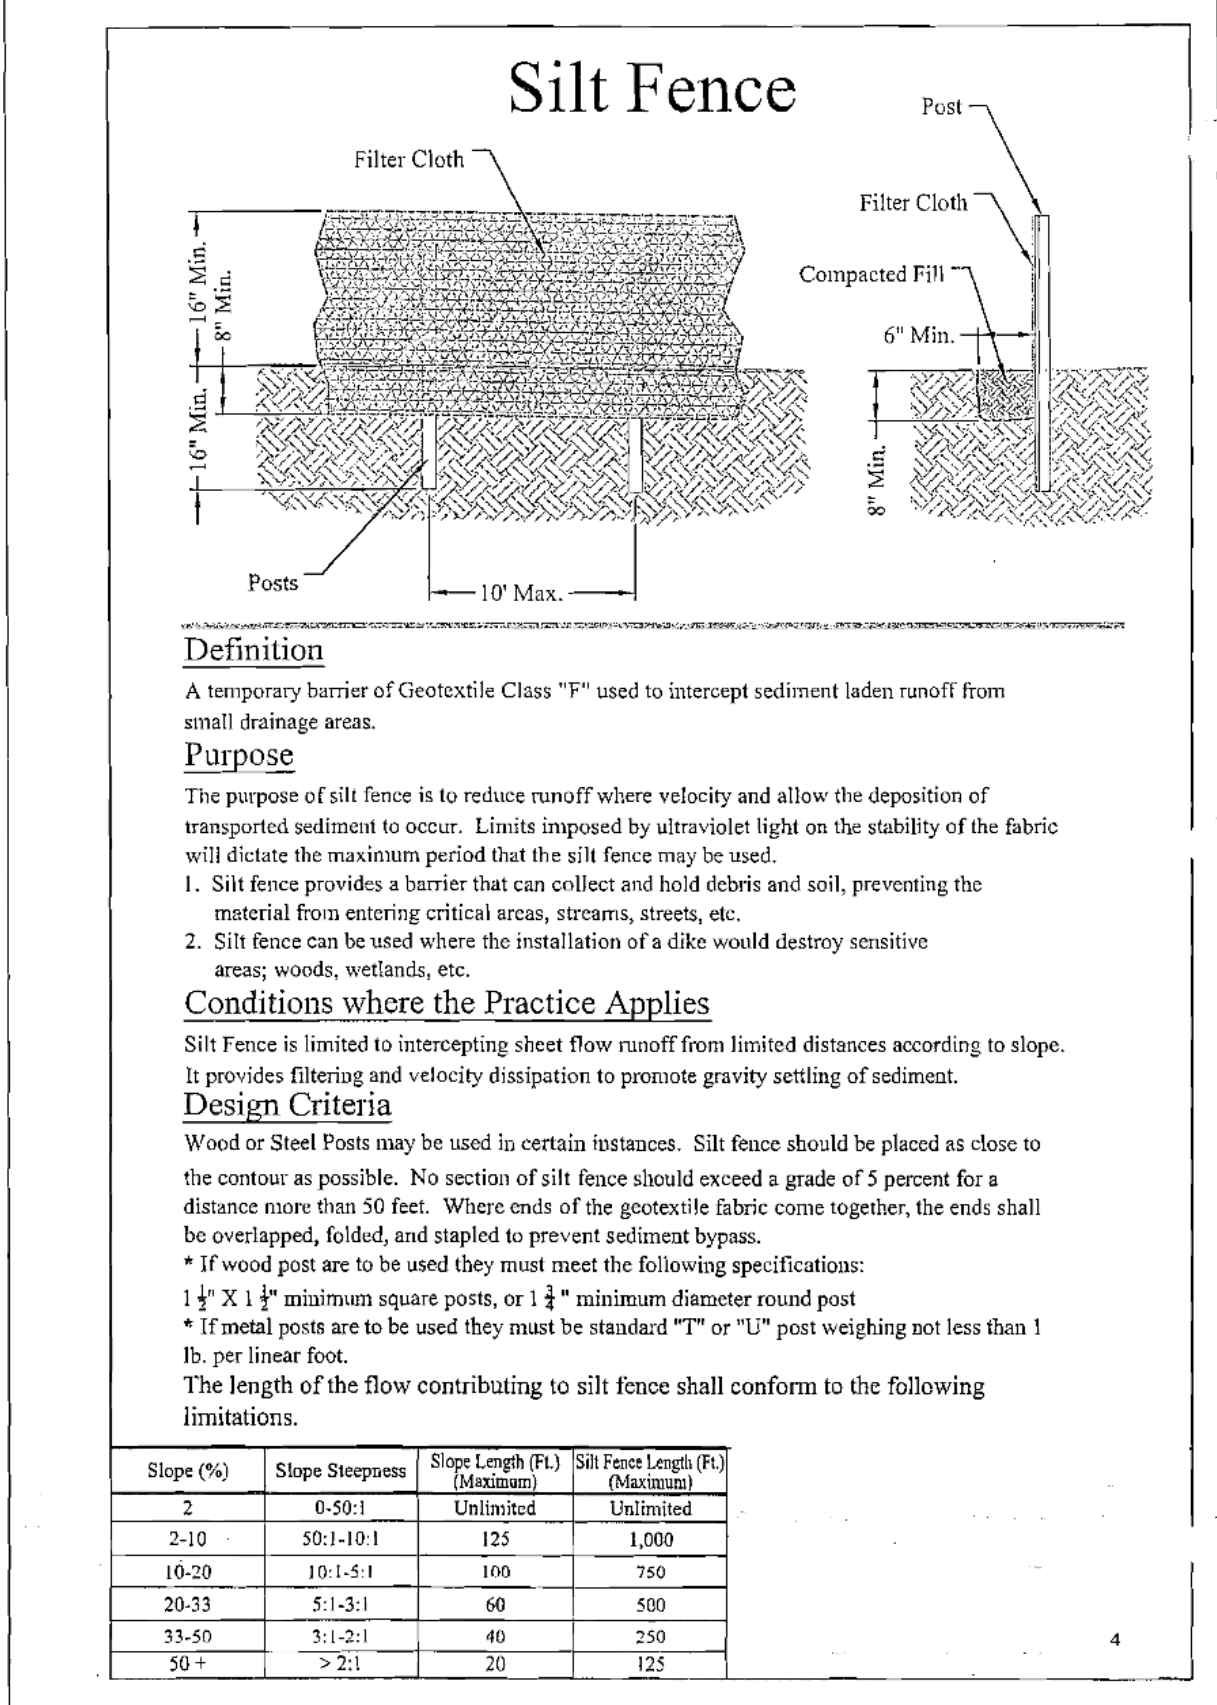 Silt Fence
Post
Filter Cloth
Filter Cloth
Compacted Fill
16" Min.
8" Min.
6" Min.
16" Min.
8" Min.
Posts
10' Max.
Definition
A temporary barrier of Geotextile Class "F" used to intercept sediment laden runoff from
small drainage areas.
Purpose
The purpose of silt fence is to reduce runoff where velocity and allow the deposition of
transported sediment to occur. Limits imposed by ultraviolet light on the stability of the fabric
will dictate the maximum period that the silt fence may be used.
1. Silt fence provides a barrier that can collect and hold debris and soil, preventing the
material from entering critical areas, streams, streets, etc.
2. Silt fence can be used where the installation of a dike would destroy sensitive
areas; woods, wetlands, etc.
Conditions where the Practice Applies
Silt Fence is limited to intercepting sheet flow runoff from limited distances according to slope.
It provides filtering and velocity dissipation to promote gravity settling of sediment.
Design Criteria
Wood or Steel Posts may be used in certain instances. Silt fence should be placed as close to
the contour as possible. No section of silt fence should exceed a grade of 5 percent for a
distance more than 50 feet. Where ends of the geotextile fabric come together, the ends shall
be overlapped, folded, and stapled to prevent sediment bypass.
* If wood post are to be used they must meet the following specifications:
1 ½" X 1 ½" minimum square posts, or 1 ¾ " minimum diameter round post
* If metal posts are to be used they must be standard "T" or "U" post weighing not less than 1
lb. per linear foot.
The length of the flow contributing to silt fence shall conform to the following
limitations.
Slope (%) Slope Steepness Slope Length (Ft.) (Maximum) Silt Fence Length (Ft.) (Maximum)
2 0-50:1 Unlimited Unlimited
2-10 50:1-10:1 125 1,000
10-20 10:1-5:1 100 750
20-33 5:1-3:1 60 500
33-50 3:1-2:1 40 250
50 + > 2:1 20 125
4